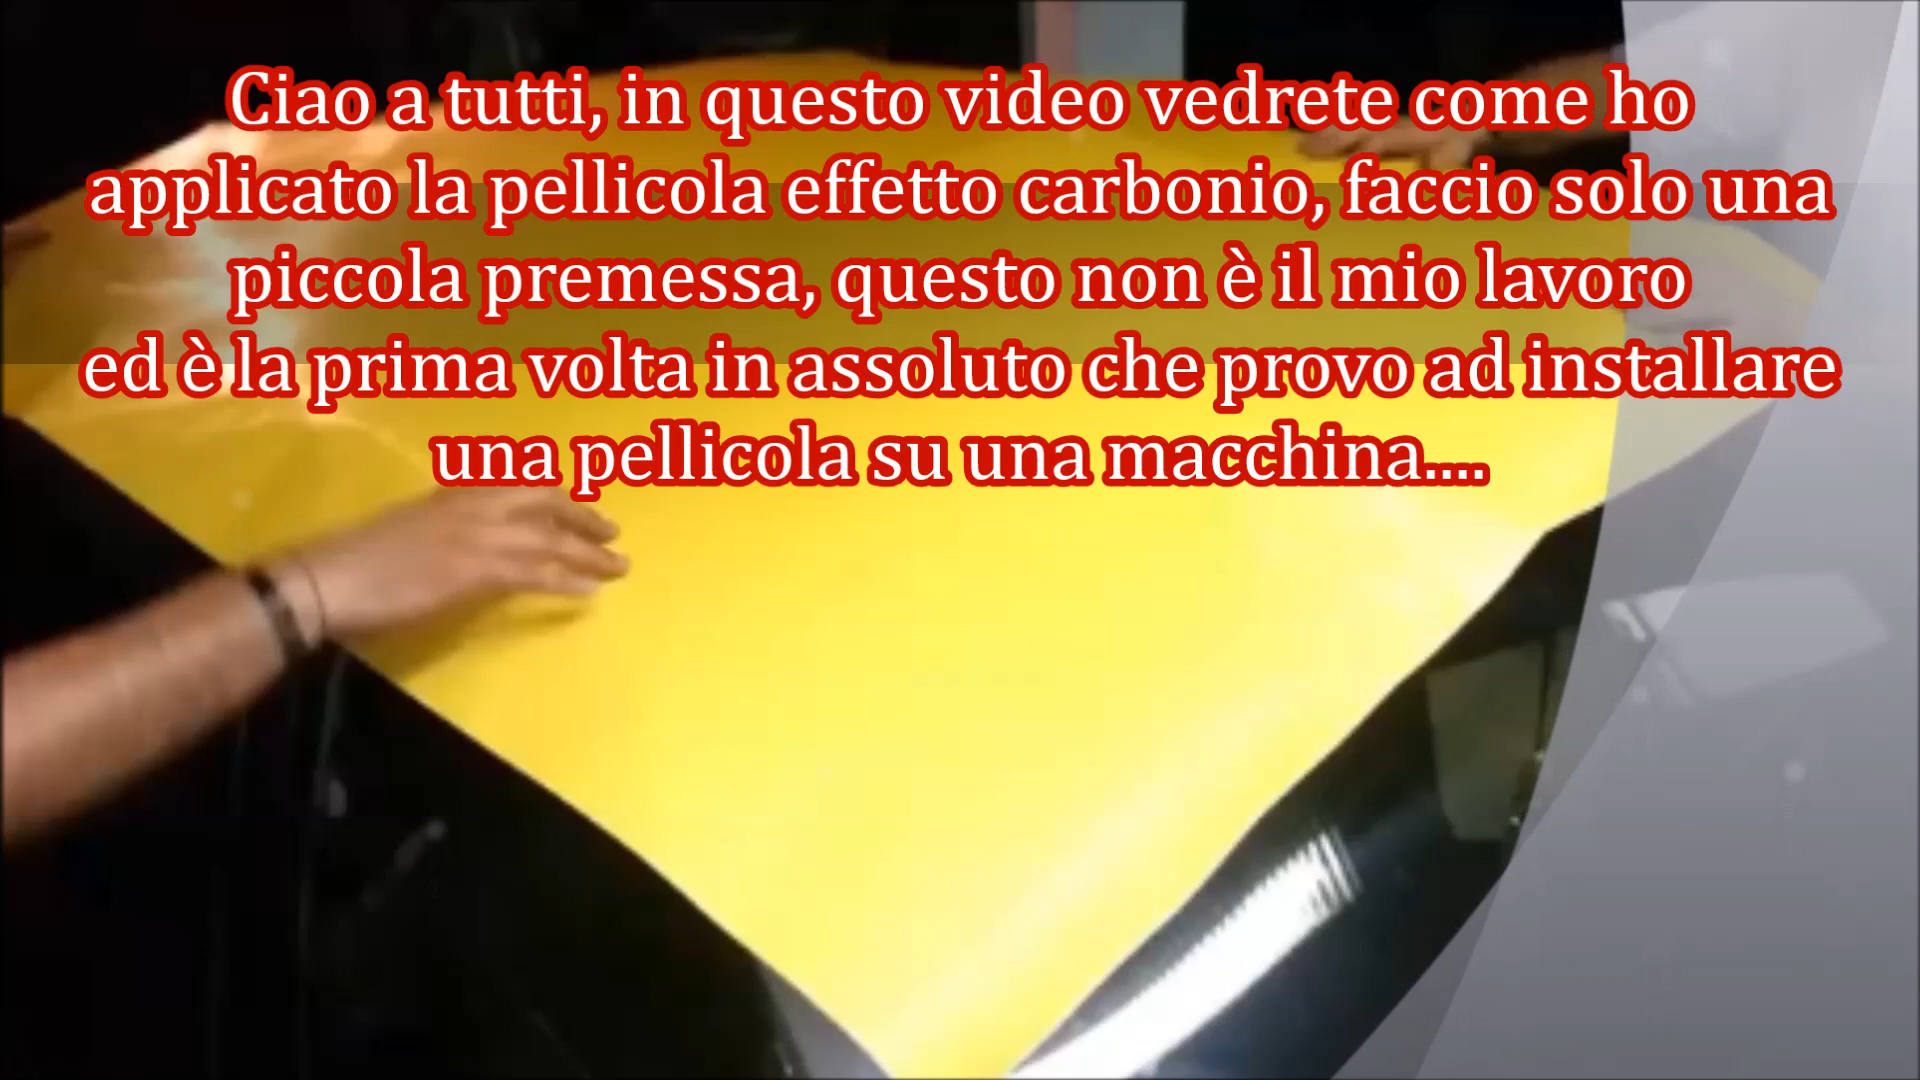 Ciao a tutti, in questo video vedrete come ho
applicato la pellicola effetto carbonio, faccio solo una
piccola premessa, questo non è il mio lavoro
ed è la prima volta in assoluto che provo ad installare
una pellicola su una macchina....